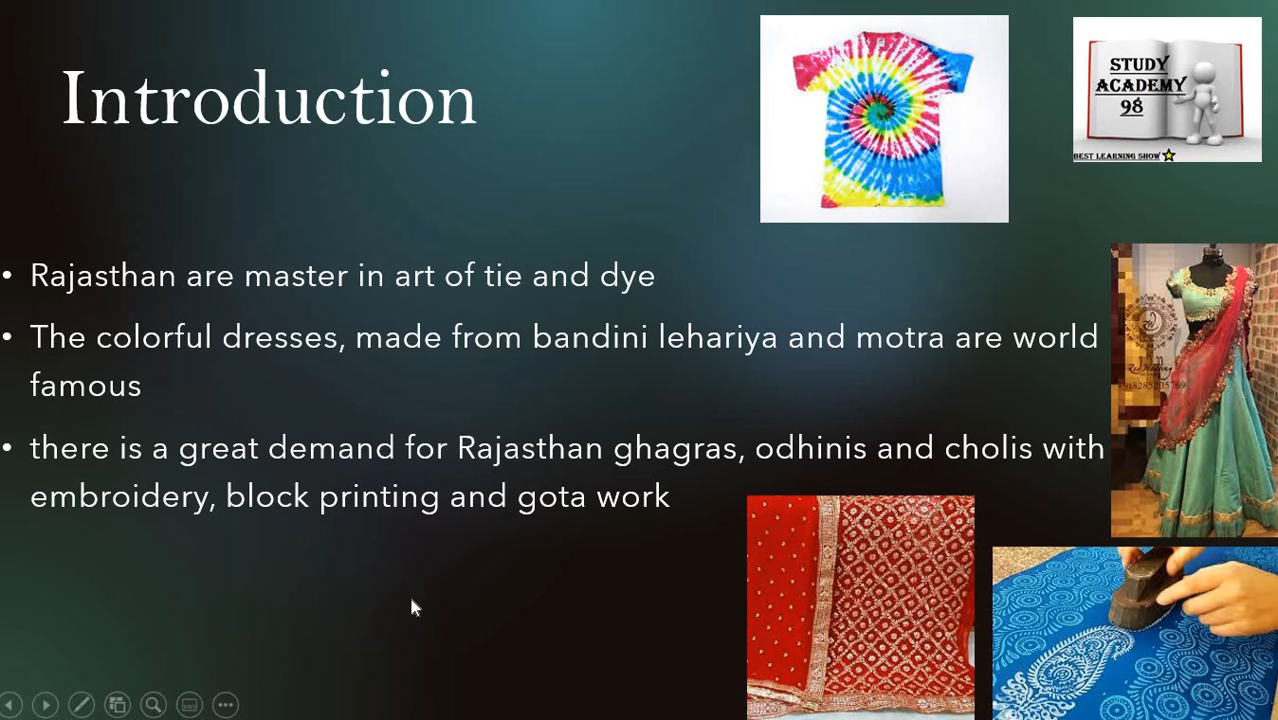 Introduction
STUDY
ACADEMY
98
BEST LEARNING SHOW
• Rajasthan are master in art of tie and dye
• The colorful dresses, made from bandini lehariya and motra are world
famous
• there is a great demand for Rajasthan ghagras, odhinis and cholis with
embroidery, block printing and gota work